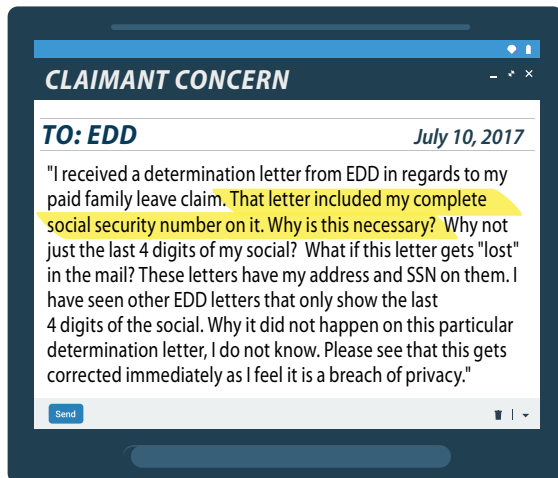 CLAIMANT CONCERN
TO: EDD July 10, 2017
"I received a determination letter from EDD in regards to my
paid family leave claim. That letter included my complete
social security number on it. Why is this necessary? Why not
just the last 4 digits of my social? What if this letter gets "lost"
in the mail? These letters have my address and SSN on them. I
have seen other EDD letters that only show the last
4 digits of the social. Why it did not happen on this particular
determination letter, I do not know. Please see that this gets
corrected immediately as I feel it is a breach of privacy."
Send